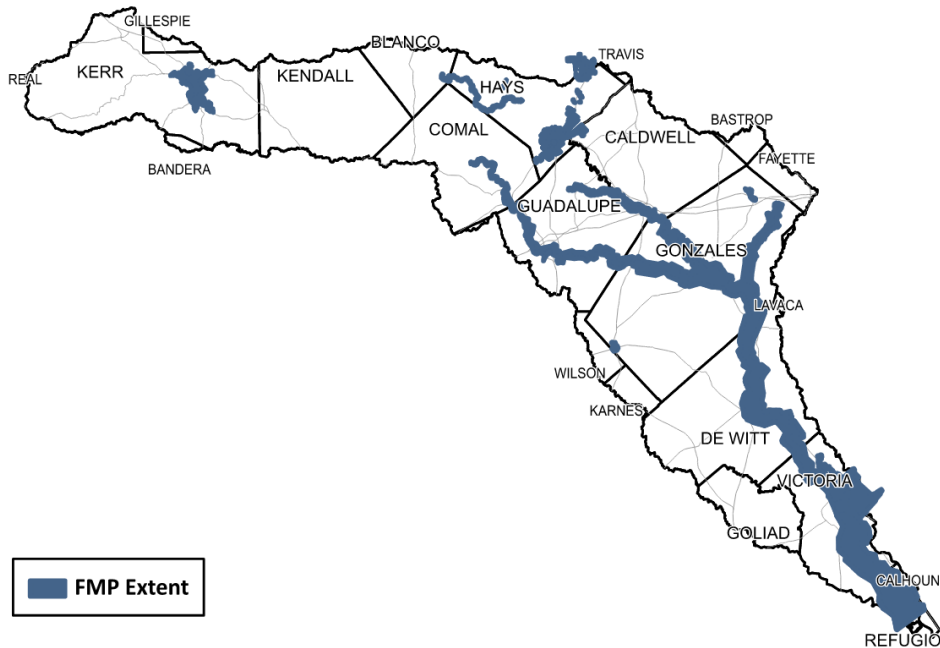 GILLESPIE
BLANCO
TRAVIS
REAL
KERR
KENDALL
HAYS
COMAL
CALDWELL
BASTROP
FAYETTE
BANDERA
GUADALUPE
GONZALES
LAVACA
WILSON
KARNES
DE WITT
VICTORIA
GOLIAD
CALHOUN
REFUGIO
FMP Extent